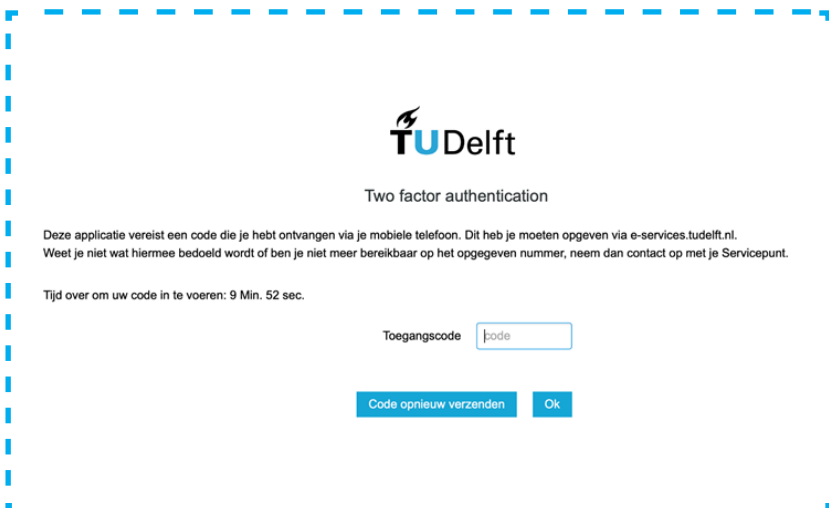 TUDelft
Two factor authentication
Deze applicatie vereist een code die je hebt ontvangen via je mobiele telefoon. Dit heb je moeten opgeven via e-services.tudelft.nl.
Weet je niet wat hiermee bedoeld wordt of ben je niet meer bereikbaar op het opgegeven nummer, neem dan contact op met je Servicepunt.
Tijd over om uw code in te voeren: 9 Min. 52 sec.
Toegangscode code
Code opnieuw verzenden Ok